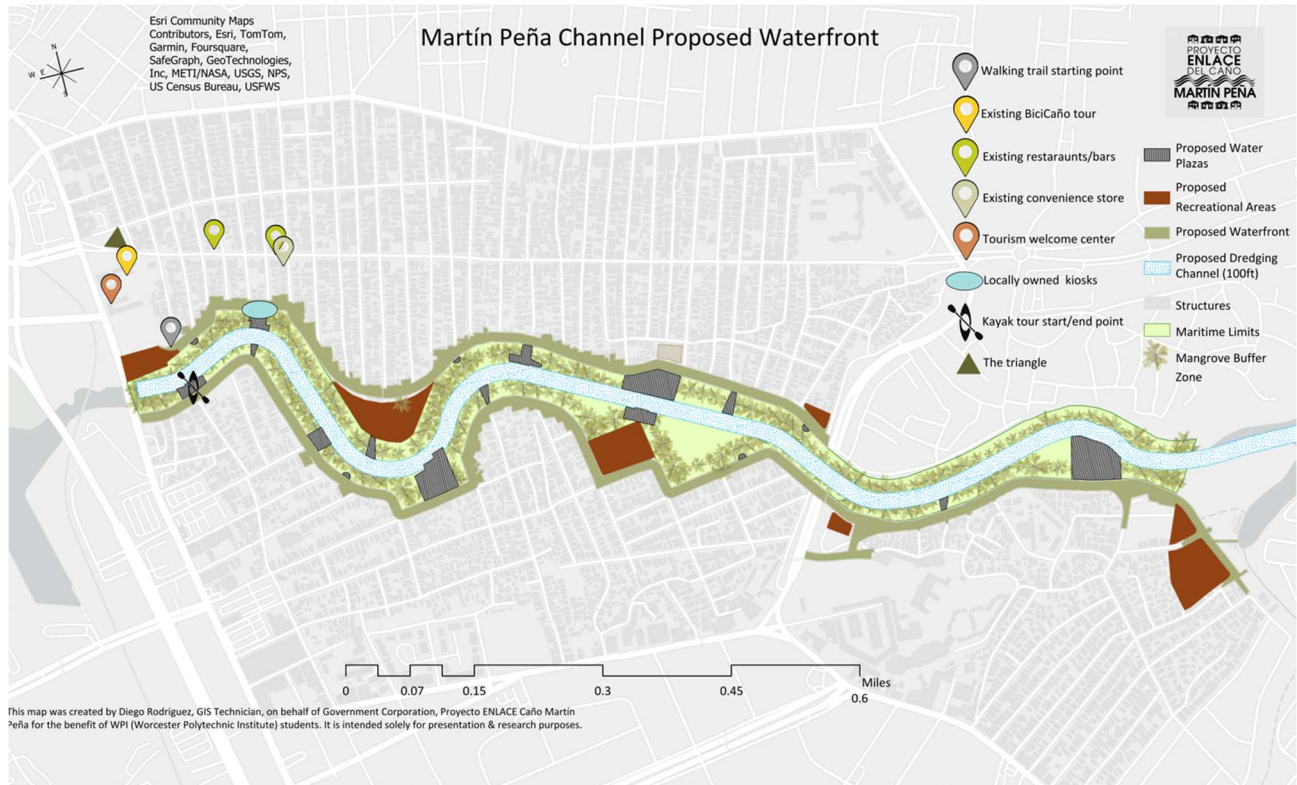 Esri Community Maps
Contributors, Esri, TomTom,
Garmin, Foursquare,
SafeGraph, GeoTechnologies,
Inc, METI/NASA, USGS, NPS,
US Census Bureau, USFWS
N
W E
S
Martín Peña Channel Proposed Waterfront
Walking trail starting point
Existing BiciCaño tour
Existing restaraunts/bars
Existing convenience store
Tourism welcome center
Locally owned kiosks
Kayak tour start/end point
The triangle
PROYECTO
ENLACE
DEL CAÑO
MARTÍN PEÑA
Proposed Water
Plazas
Proposed
Recreational Areas
Proposed Waterfront
Proposed Dredging
Channel (100ft)
Structures
Maritime Limits
Mangrove Buffer
Zone
Miles
0 0.07 0.15 0.3 0.45 0.6
This map was created by Diego Rodriguez, GIS Technician, on behalf of Government Corporation, Proyecto ENLACE Caño Martín
Peña for the benefit of WPI (Worcester Polytechnic Institute) students. It is intended solely for presentation & research purposes.